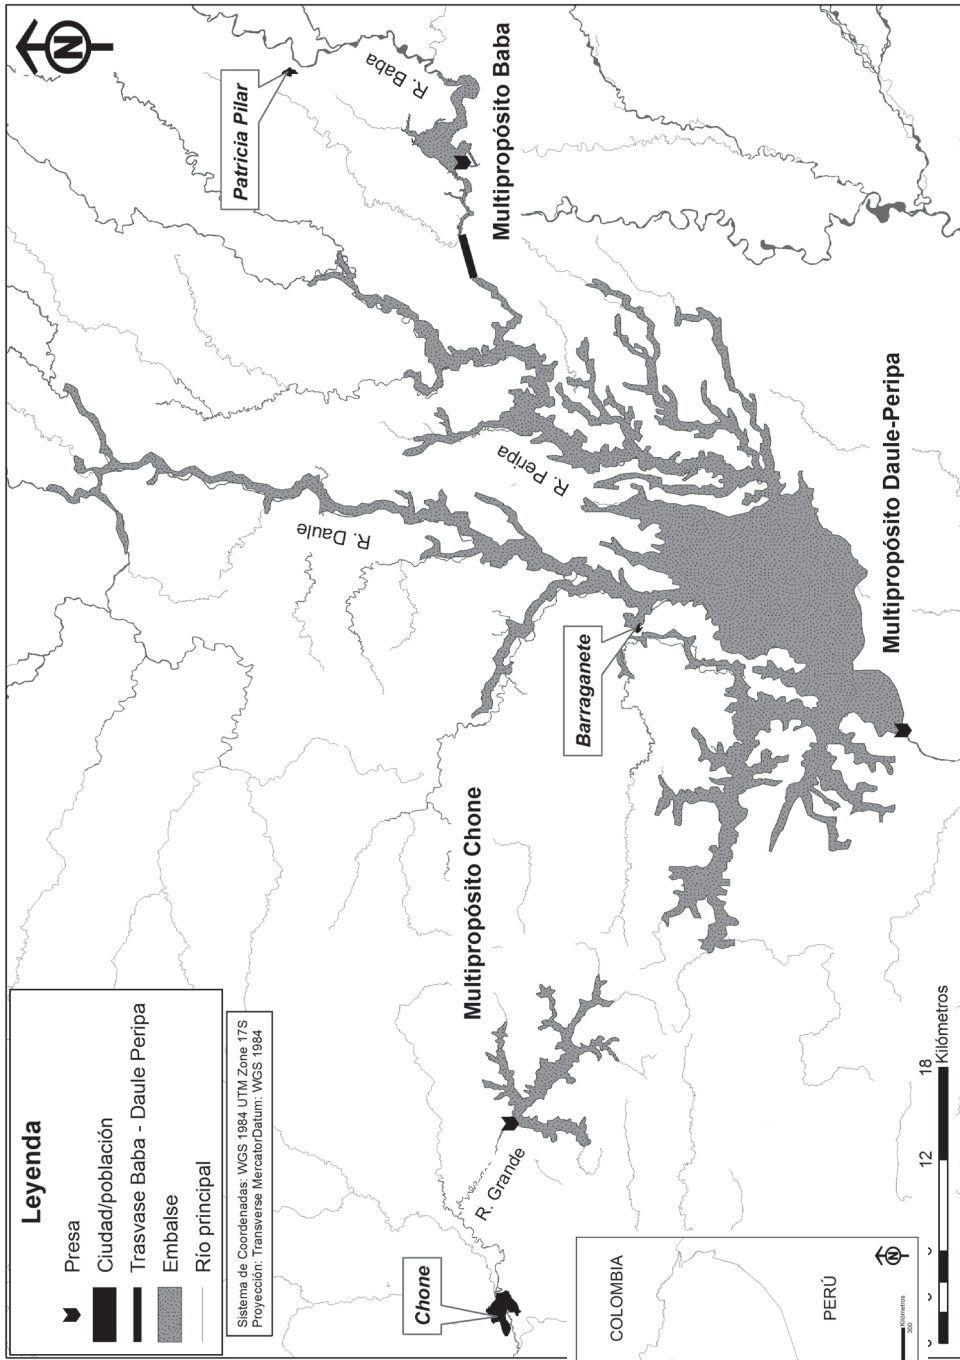 N
Patricia Pilar
R. Baba
Multipropósito Baba
R. Daule
R. Peripa
Multipropósito Daule-Peripa
Barraganete
Multipropósito Chone
R. Grande
Chone
Leyenda
Presa
Ciudad/población
Trasvase Baba - Daule Peripa
Embalse
Río principal
Sistema de Coordenadas: WGS 1984 UTM Zone 17S
Proyección: Transverse MercatorDatum: WGS 1984
COLOMBIA
PERÚ
N
Kilómetros
300
12 18
Kilómetros